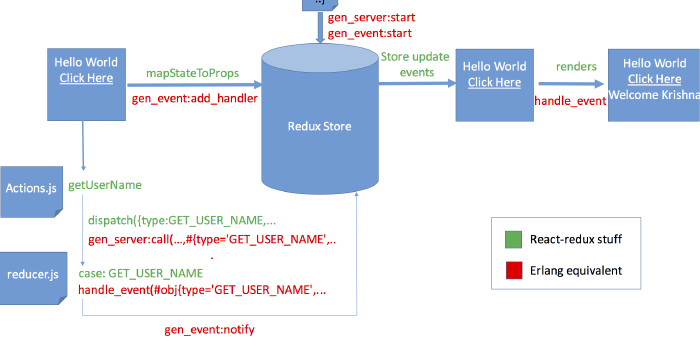 gen_server:start
gen_event:start
Hello World
Click Here
mapStateToProps
gen_event:add_handler
Redux Store
Store update
events
Hello World
Click Here
renders
handle_event
Hello World
Click Here
Welcome Krishna
Actions.js
getUserName
dispatch({type:GET_USER_NAME,...
gen_server:call(...,#{type='GET_USER_NAME',..
.
reducer.js
case: GET_USER_NAME
handle_event(#obj{type='GET_USER_NAME',...
gen_event:notify
React-redux stuff
Erlang equivalent